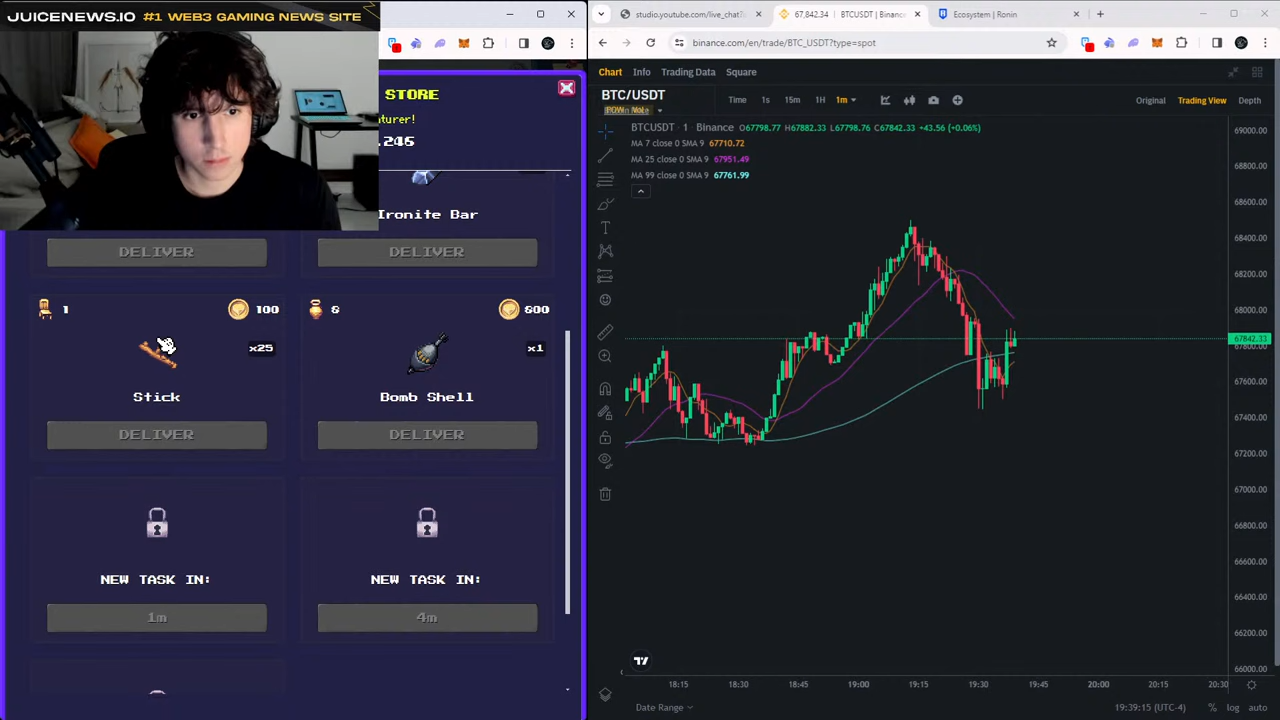 JUICENEWS.IO #1 WEB3 GAMING NEWS SITE
STORE
turer!
.246
Ironite Bar
DELIVER DELIVER
1 100
x25
Stick
DELIVER
800
x1
Bomb Shell
DELIVER
NEW TASK IN:
1m
NEW TASK IN:
4m
studio.youtube.com/live_chat?
67,842.34 | BTCUSDT | Binance
Ecosystem | Ronin
binance.com/en/trade/BTC_USDT?type=spot
Chart Info Trading Data Square
BTC/USDT
Time 1s 15m 1H 1m
Original Trading View Depth
BTCUSDT · 1 Binance O67798.77 H67882.33 L67798.76 C67842.33 +43.56 (+0.06%)
MA 7 close 0 SMA 9 67710.72
MA 25 close 0 SMA 9 67951.49
MA 99 close 0 SMA 9 67761.99
69000.00
68800.00
68600.00
68400.00
68200.00
68000.00
67842.33
67800.00
67600.00
67400.00
67200.00
67000.00
66800.00
66600.00
66400.00
66200.00
66000.00
18:15 18:30 18:45 19:00 19:15 19:30 19:45 20:00 20:15 20:30
Date Range
19:39:15 (UTC-4) % log auto